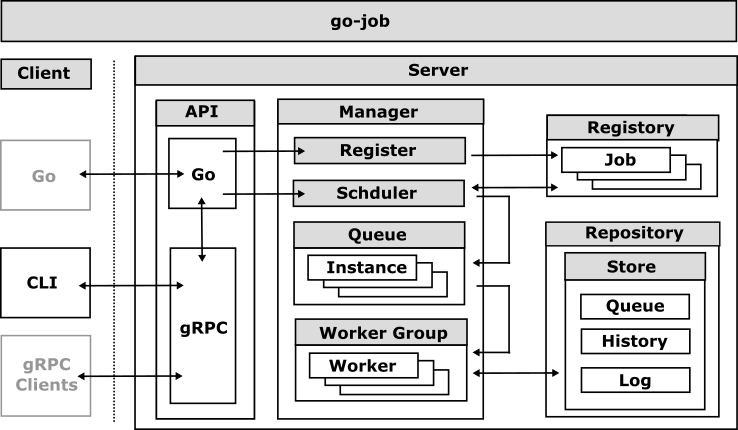 go-job
Client
Server
API
Manager
Registory
Go
Go
Register
Job
Schduler
Queue
Instance
Repository
Store
Queue
History
Log
CLI
gRPC
Worker Group
Worker
gRPC
Clients